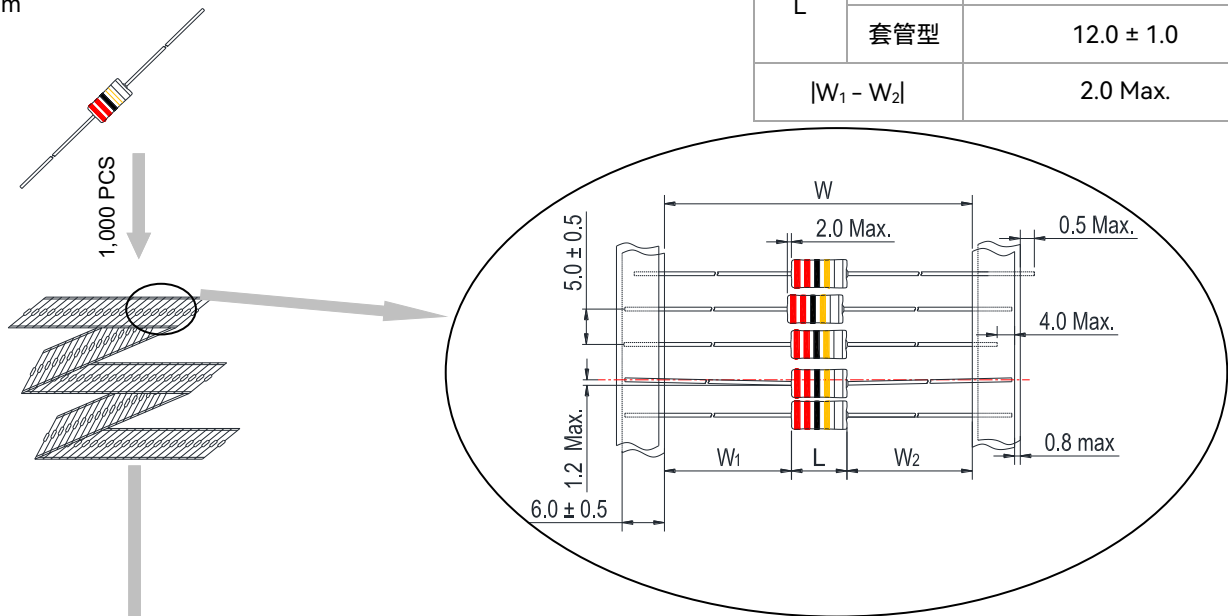 m
L
套管型 12.0 ± 1.0
|W₁ - W₂| 2.0 Max.
1,000 PCS
W
5.0 ± 0.5
2.0 Max.
0.5 Max.
4.0 Max.
1.2 Max.
W₁
L
W₂
0.8 max
6.0 ± 0.5